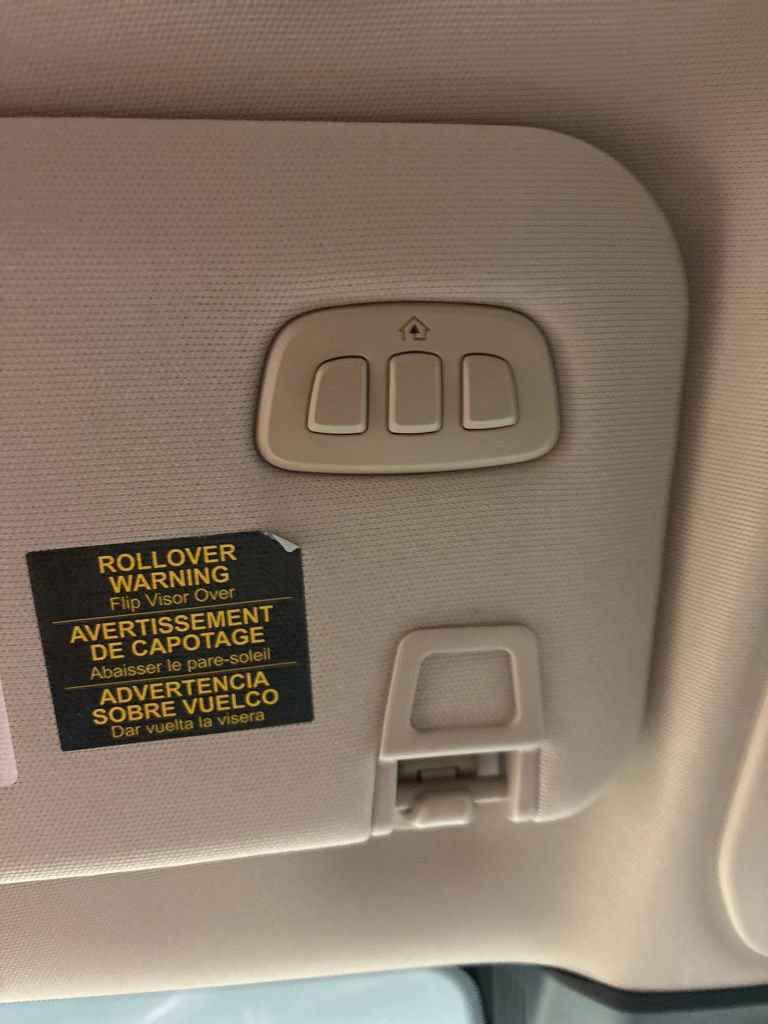 ROLLOVER
WARNING
Flip Visor Over
AVERTISSEMENT
DE CAPOTAGE
Abaisser le pare-soleil
ADVERTENCIA
SOBRE VUELCO
Dar vuelta la visera